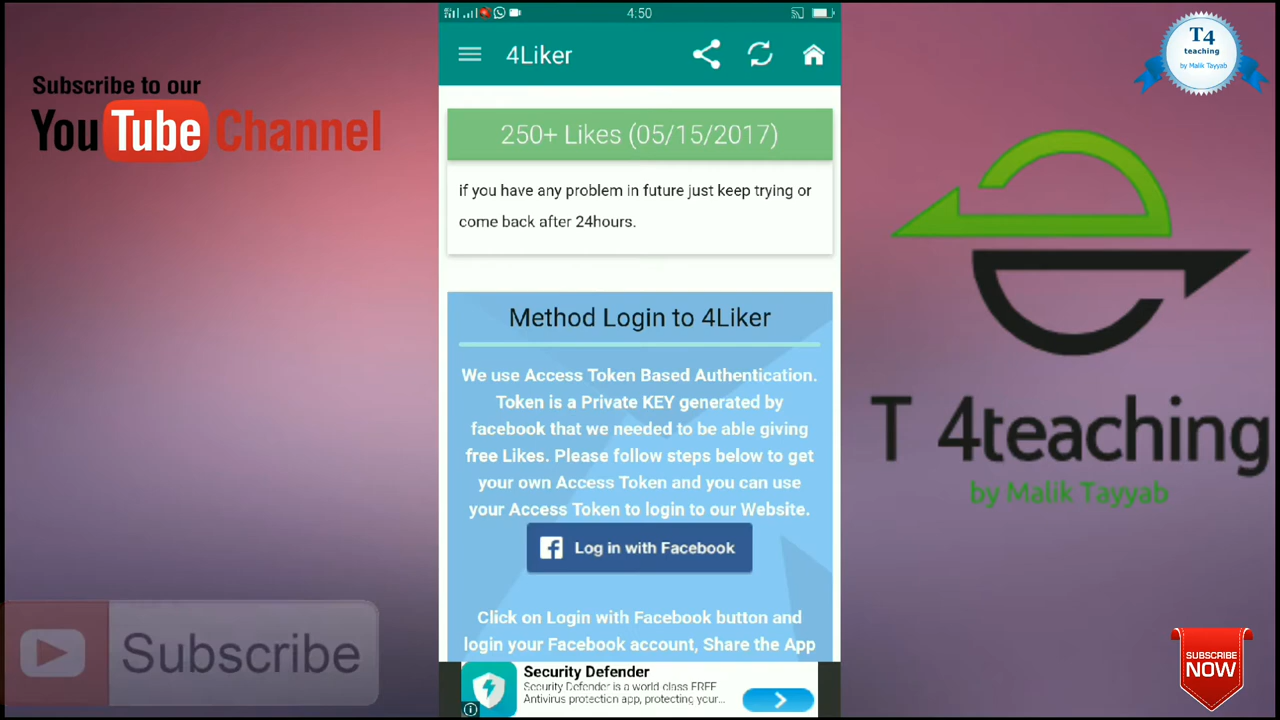 4:50
4Liker
T4
teaching
by Malik Tayyab
Subscribe to our
YouTube Channel
250+ Likes (05/15/2017)
if you have any problem in future just keep trying or
come back after 24hours.
Method Login to 4Liker
We use Access Token Based Authentication.
Token is a Private KEY generated by
facebook that we needed to be able giving
free Likes. Please follow steps below to get
your own Access Token and you can use
your Access Token to login to our Website.
Log in with Facebook
Click on Login with Facebook button and
login your Facebook account, Share the App
T 4teaching
by Malik Tayyab
Subscribe
Security Defender
Security Defender is a world-class FREE
Antivirus protection app, protecting your...
SUBSCRIBE
NOW